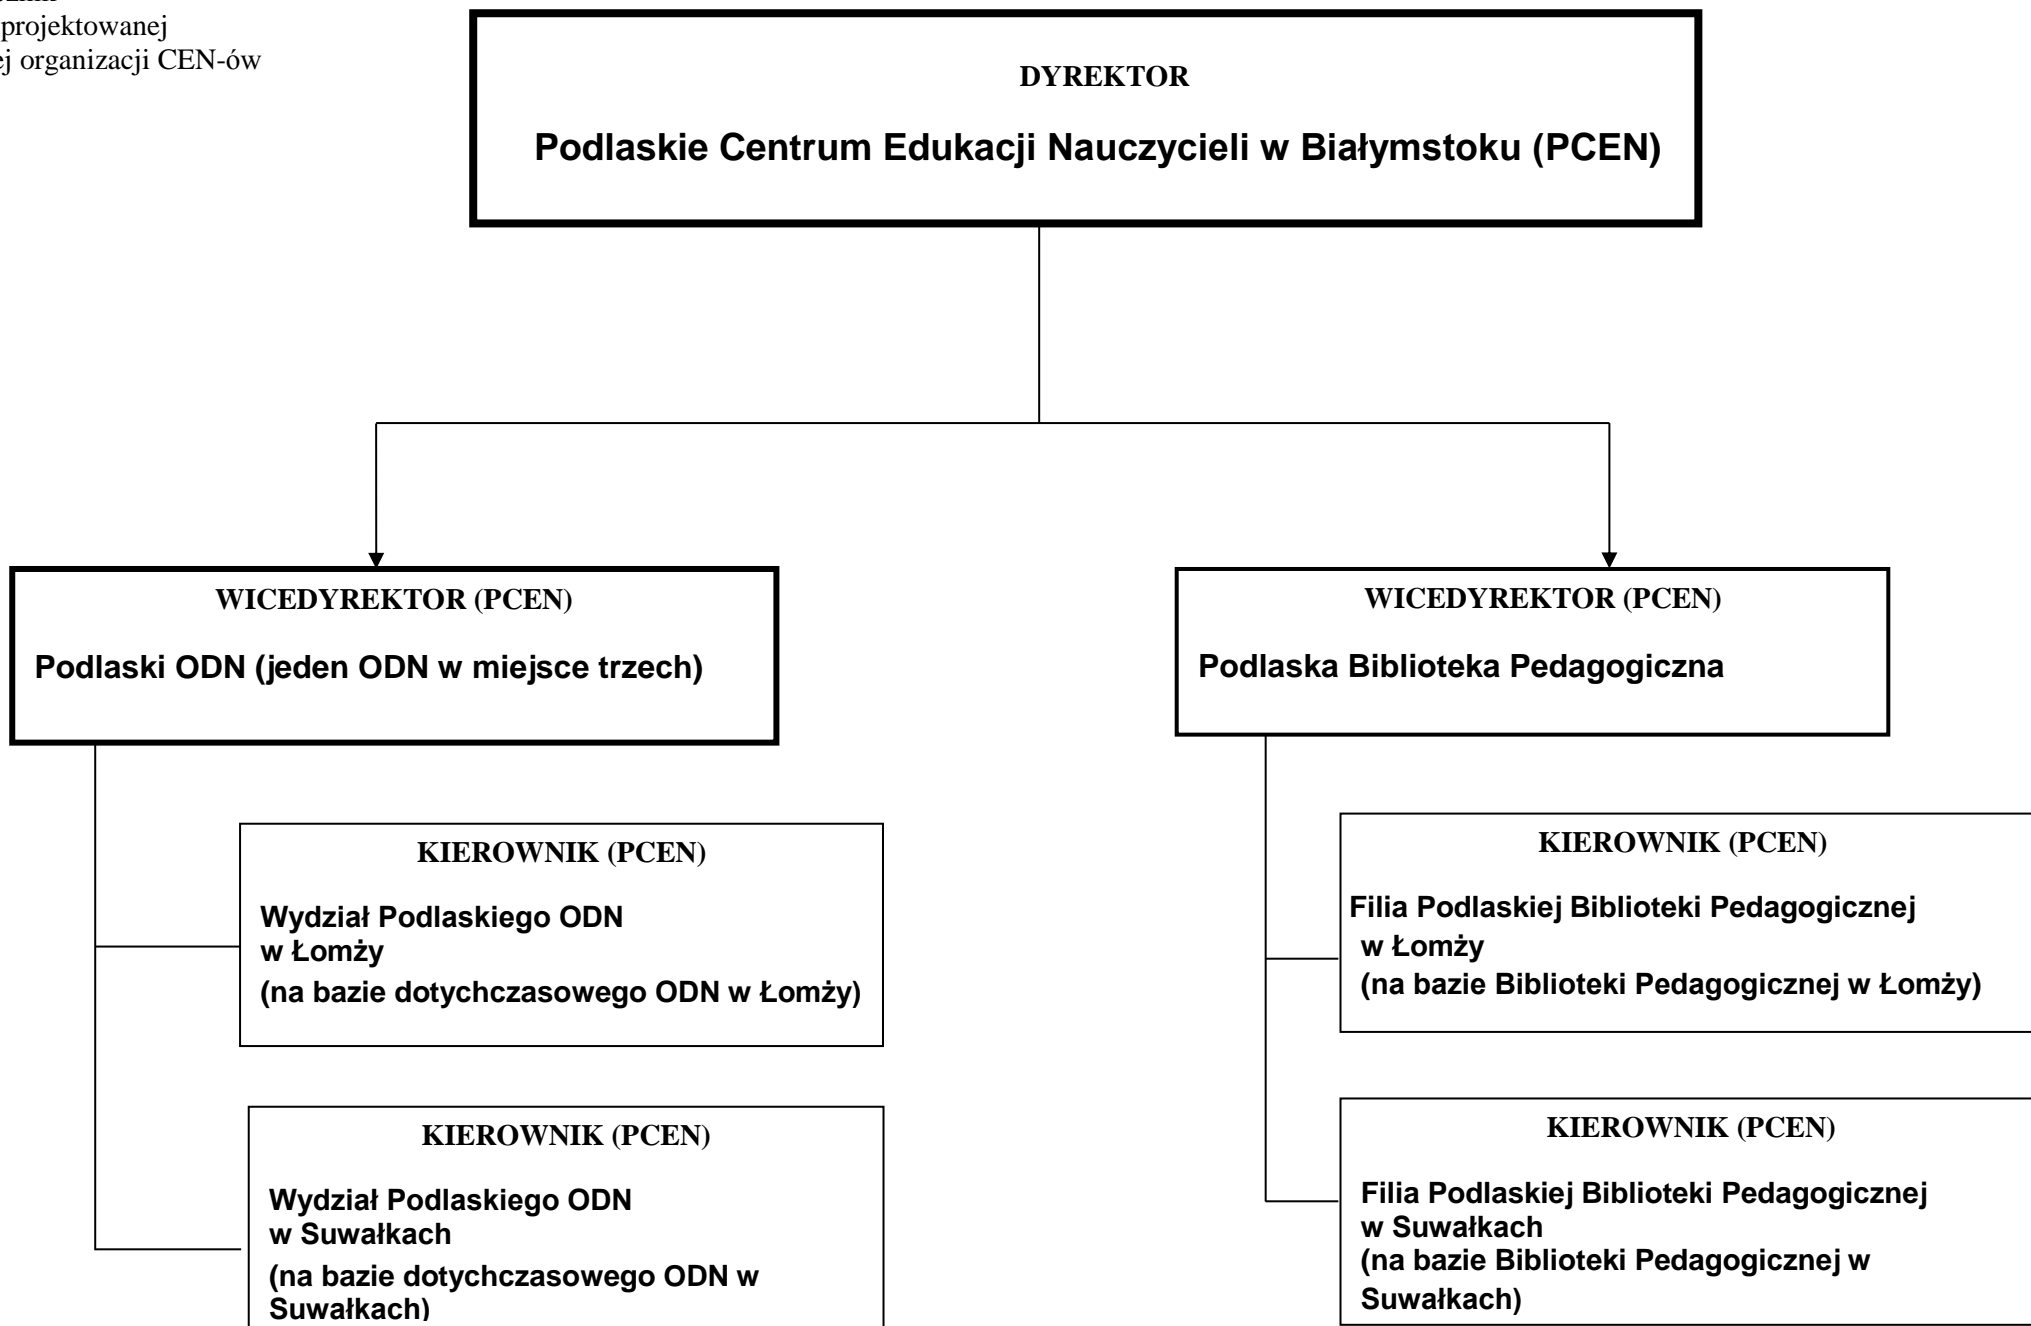 projektowanej
organizacji CEN-ów
DYREKTOR
Podlaskie Centrum Edukacji Nauczycieli w Białymstoku (PCEN)
WICEDYREKTOR (PCEN)
Podlaski ODN (jeden ODN w miejsce trzech)
WICEDYREKTOR (PCEN)
Podlaska Biblioteka Pedagogiczna
KIEROWNIK (PCEN)
Wydział Podlaskiego ODN
w Łomży
(na bazie dotychczasowego ODN w Łomży)
KIEROWNIK (PCEN)
Filia Podlaskiej Biblioteki Pedagogicznej
w Łomży
(na bazie Biblioteki Pedagogicznej w Łomży)
KIEROWNIK (PCEN)
Wydział Podlaskiego ODN
w Suwałkach
(na bazie dotychczasowego ODN w
Suwałkach)
KIEROWNIK (PCEN)
Filia Podlaskiej Biblioteki Pedagogicznej
w Suwałkach
(na bazie Biblioteki Pedagogicznej w
Suwałkach)